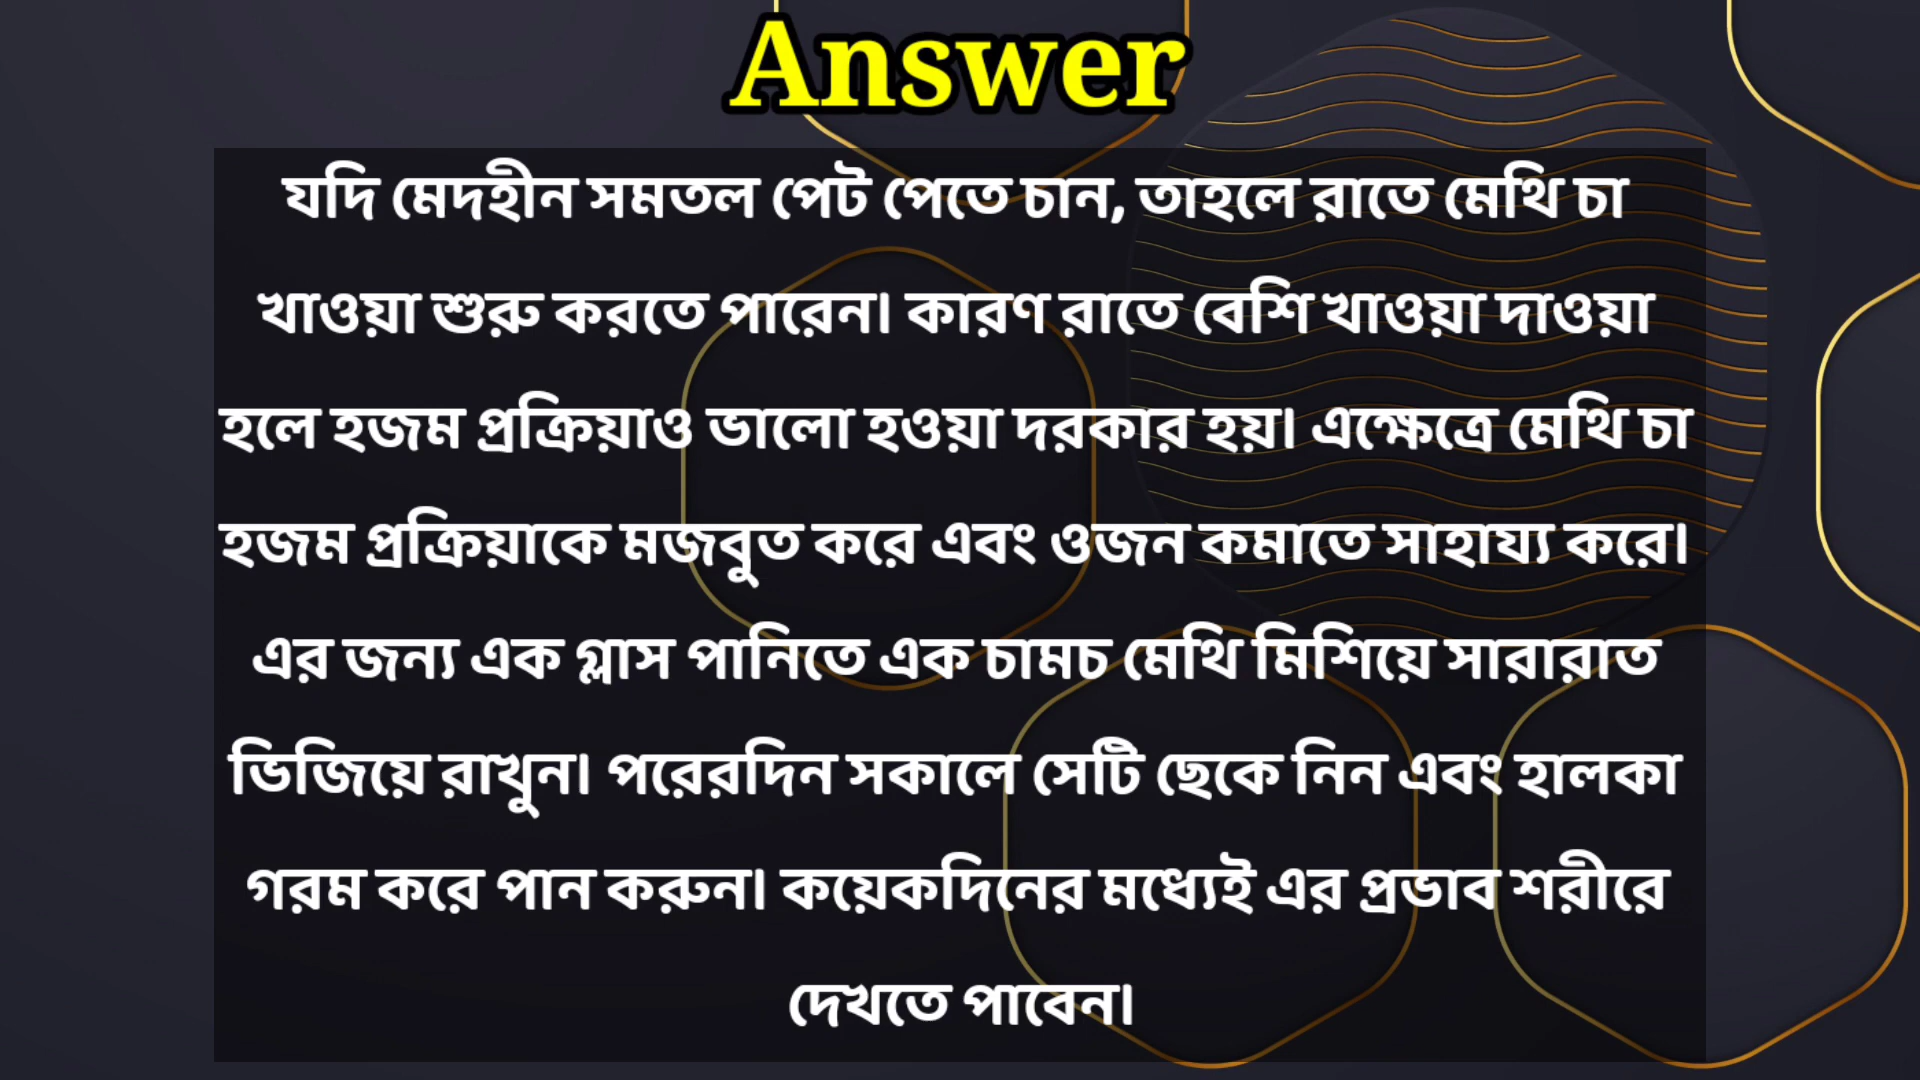 Answer
যদি মেদহীন সমতল পেট পেতে চান, তাহলে রাতে মেথি চা
খাওয়া শুরু করতে পারেন। কারণ রাতে বেশি খাওয়া দাওয়া
হলে হজম প্রক্রিয়াও ভালো হওয়া দরকার হয়। এক্ষেত্রে মেথি চা
হজম প্রক্রিয়াকে মজবুত করে এবং ওজন কমাতে সাহায্য করে।
এর জন্য এক গ্লাস পানিতে এক চামচ মেথি মিশিয়ে সারারাত
ভিজিয়ে রাখুন। পরেরদিন সকালে সেটি ছেকে নিন এবং হালকা
গরম করে পান করুন। কয়েকদিনের মধ্যেই এর প্রভাব শরীরে
দেখতে পাবেন।